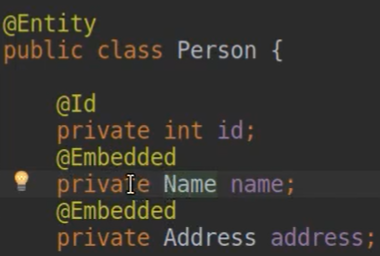 @Entity
public class Person {
@Id
private int id;
@Embedded
private Name name;
@Embedded
private Address address;